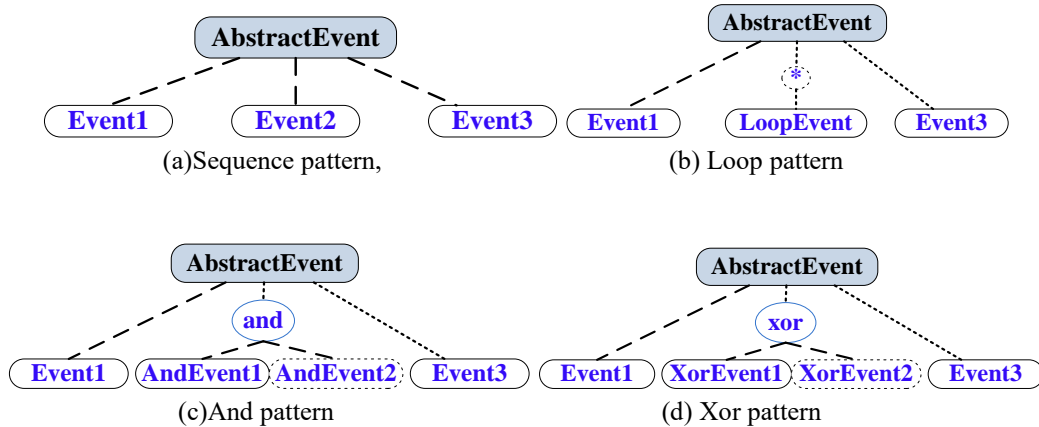 AbstractEvent
Event1 Event2 Event3
(a)Sequence pattern,
AbstractEvent
*
Event1 LoopEvent Event3
(b) Loop pattern
AbstractEvent
and
Event1 AndEvent1 AndEvent2 Event3
(c)And pattern
AbstractEvent
xor
Event1 XorEvent1 XorEvent2 Event3
(d) Xor pattern